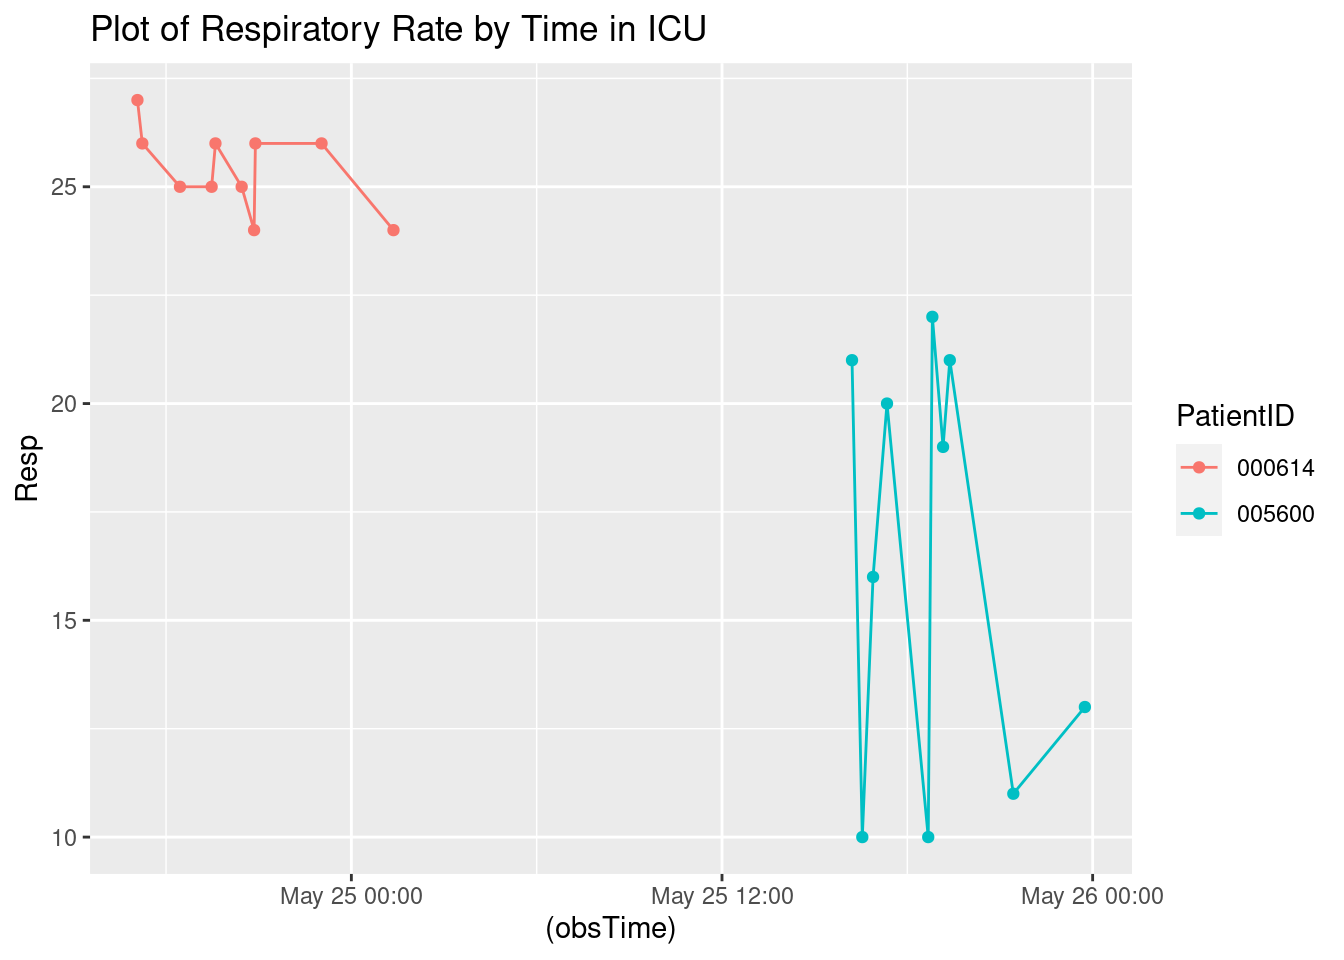 Plot of Respiratory Rate by Time in ICU
25
20
15
10
Resp
May 25 00:00
May 25 12:00
May 26 00:00
(obsTime)
PatientID
000614
005600